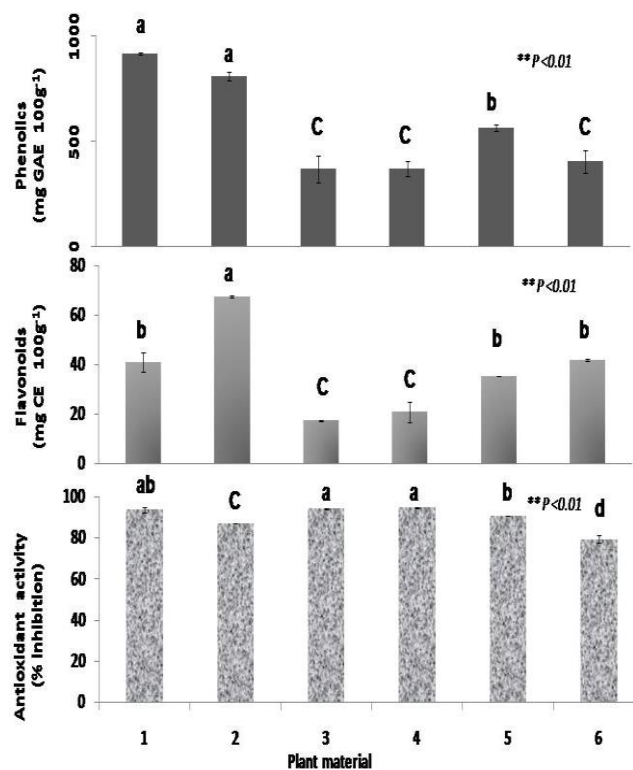 Phenolics
(mg GAE 100g-1)
1000
500
0
a
a
C
C
b
C
**P<0.01
Flavonoids
(mg CE 100g-1)
80
60
40
20
0
b
a
C
C
b
b
**P<0.01
Antioxidant activity
(% inhibition)
100
80
60
40
20
0
ab
C
a
a
b
d
**P<0.01
1 2 3 4 5 6
Plant material